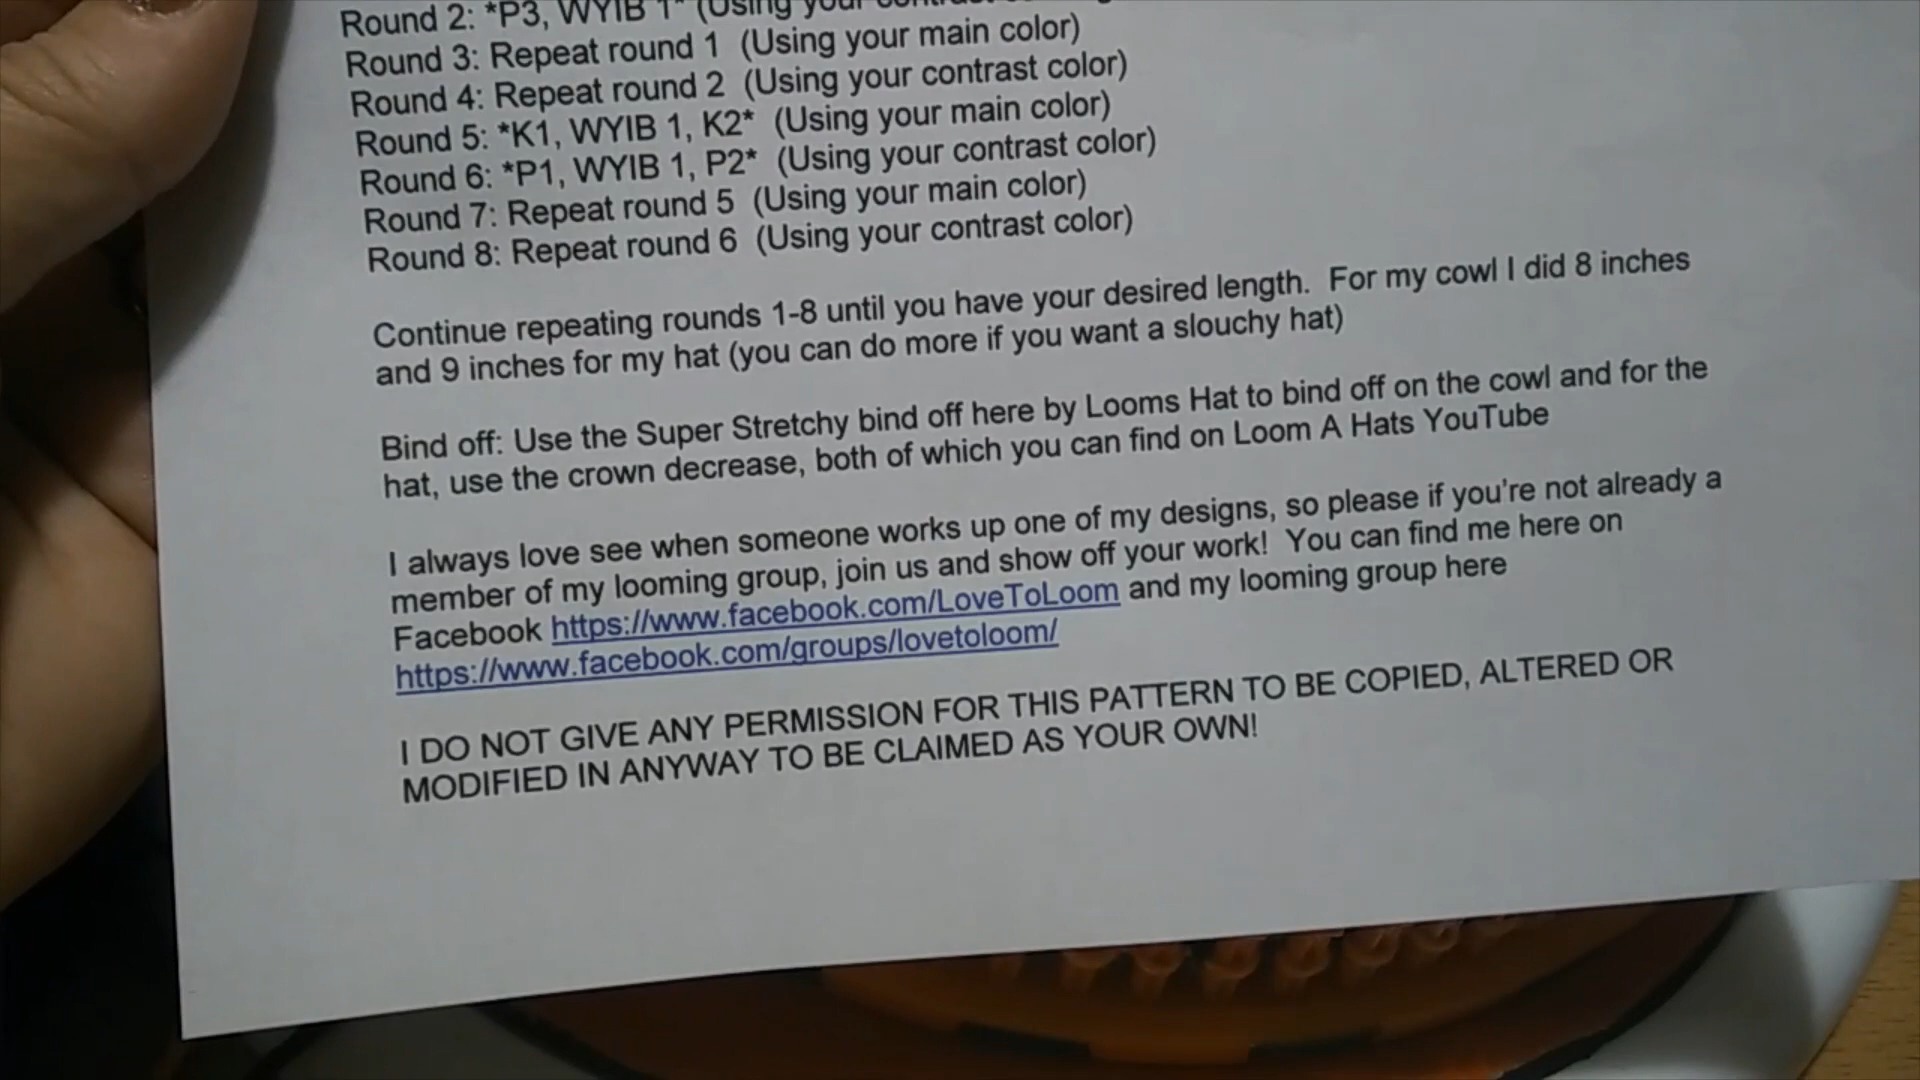 Round 2: *P3, WYIB 1* (Using your contrast
Round 3: Repeat round 1 (Using your main color)
Round 4: Repeat round 2 (Using your contrast color)
Round 5: *K1, WYIB 1, K2* (Using your main color)
Round 6: *P1, WYIB 1, P2* (Using your contrast color)
Round 7: Repeat round 5 (Using your main color)
Round 8: Repeat round 6 (Using your contrast color)
Continue repeating rounds 1-8 until you have your desired length. For my cowl I did 8 inches
and 9 inches for my hat (you can do more if you want a slouchy hat)
Bind off: Use the Super Stretchy bind off here by Looms Hat to bind off on the cowl and for the
hat, use the crown decrease, both of which you can find on Loom A Hats YouTube
I always love see when someone works up one of my designs, so please if you're not already a
member of my looming group, join us and show off your work! You can find me here on
Facebook https://www.facebook.com/LoveToLoom and my looming group here
https://www.facebook.com/groups/lovetoloom/
I DO NOT GIVE ANY PERMISSION FOR THIS PATTERN TO BE COPIED, ALTERED OR
MODIFIED IN ANYWAY TO BE CLAIMED AS YOUR OWN!